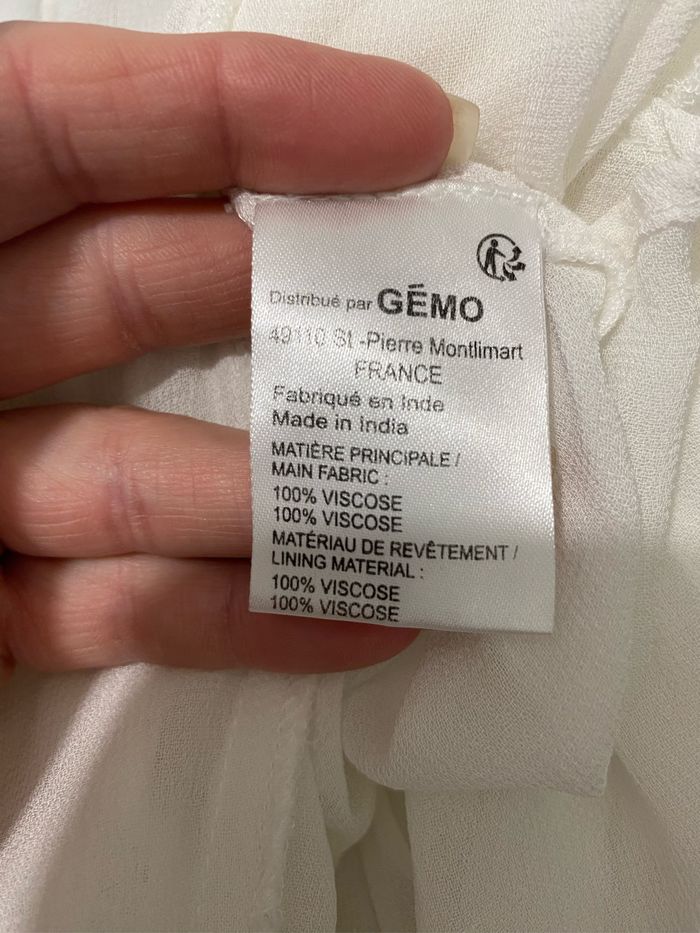 Distribué par GÉMO
49110 St -Pierre Montlimart
FRANCE
Fabriqué en Inde
Made in India
MATIÈRE PRINCIPALE /
MAIN FABRIC :
100% VISCOSE
100% VISCOSE
MATÉRIAU DE REVÊTEMENT /
LINING MATERIAL :
100% VISCOSE
100% VISCOSE